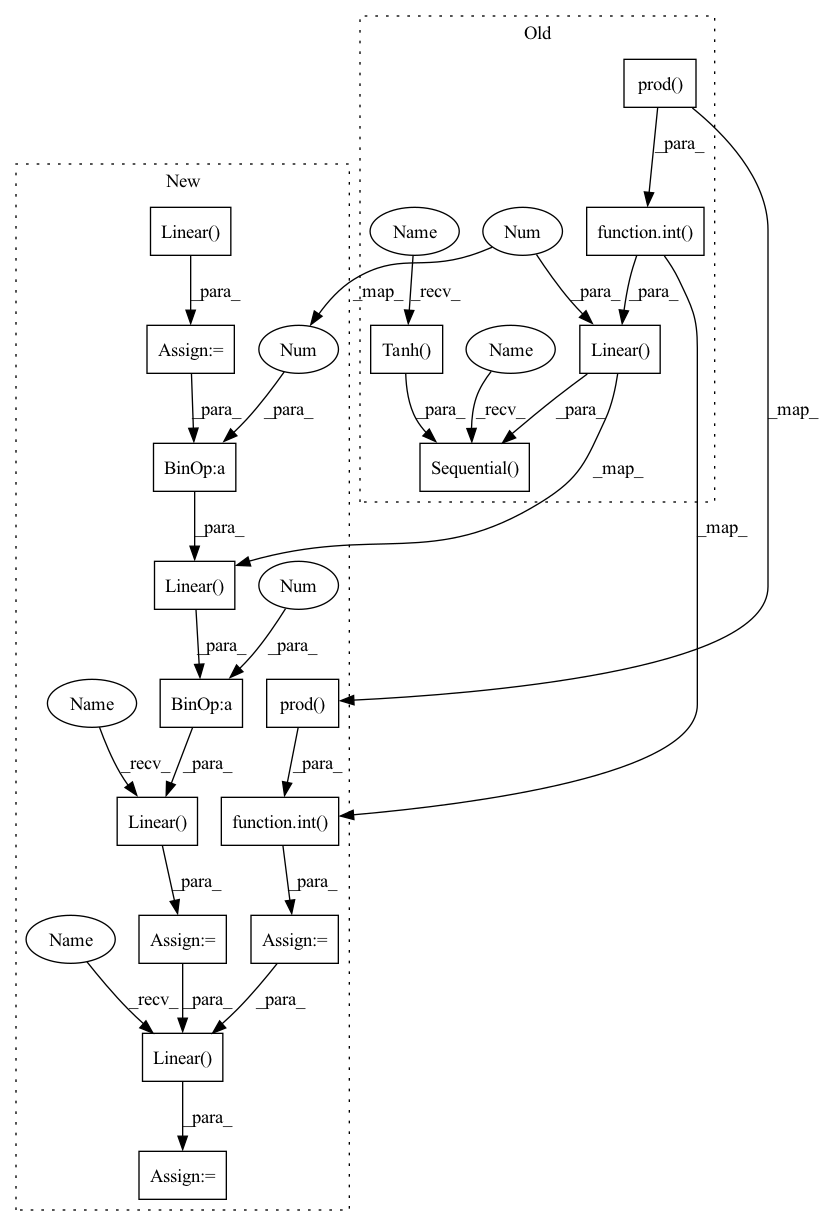 Old
prod()
_para_
New
Linear()
Name
Num
function.int()
_para_
_map_
_recv_
_para_
_para_
Assign:=
Num
Tanh()
Name
Linear()
_para_
_para_
_para_
_recv_
_para_
_map_
BinOp:a
Sequential()
_para_
_map_
_map_
Linear()
Num
_para_
_para_
Name
BinOp:a
prod()
_recv_
_para_
_para_
Linear()
function.int()
_para_
_para_
Name
Assign:=
Assign:=
_recv_
_para_
_para_
Linear()
_para_
Assign:=